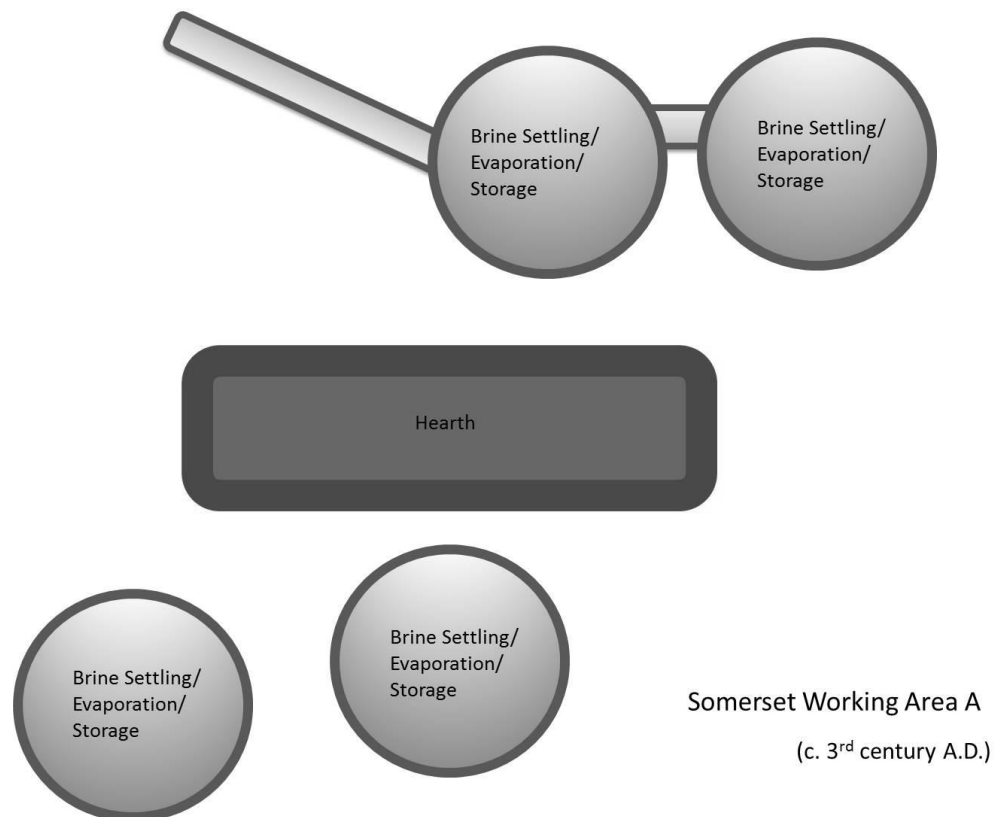 Brine Settling/
Evaporation/
Storage
Brine Settling/
Evaporation/
Storage
Hearth
Brine Settling/
Evaporation/
Storage
Brine Settling/
Evaporation/
Storage
Somerset Working Area A
(c. 3rd century A.D.)